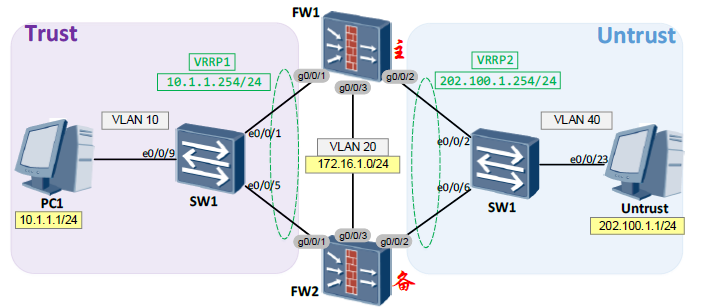 FW1
Trust
主
Untrust
VRRP1
10.1.1.254/24
VRRP2
202.100.1.254/24
g0/0/1
g0/0/3
g0/0/2
VLAN 10
VLAN 20
172.16.1.0/24
VLAN 40
e0/0/1
e0/0/2
e0/0/9
e0/0/23
e0/0/5
e0/0/6
PC1
SW1
SW1
Untrust
10.1.1.1/24
202.100.1.1/24
g0/0/1
g0/0/3
g0/0/2
FW2
备